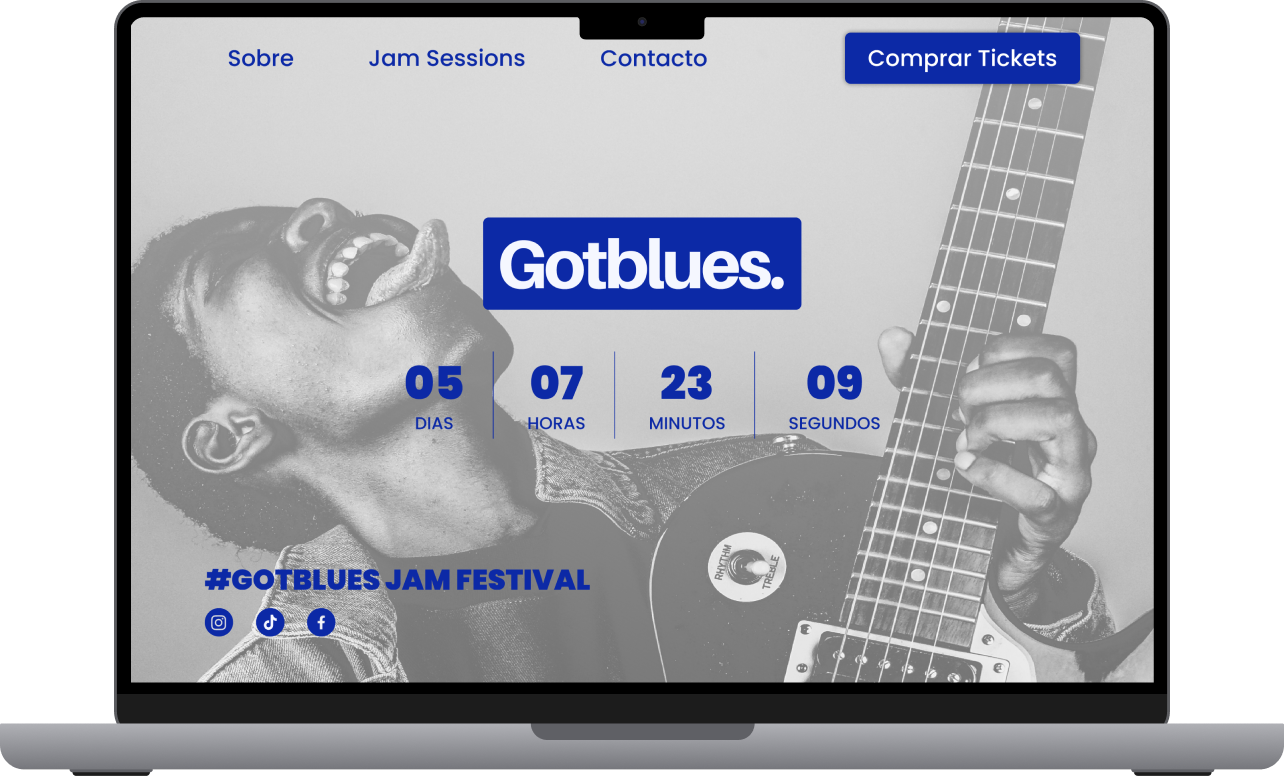 Sobre Jam Sessions Contacto Comprar Tickets
Gotblues.
05 07 23 09
DIAS HORAS MINUTOS SEGUNDOS
RHYTHM TREBLE
#GOTBLUES JAM FESTIVAL